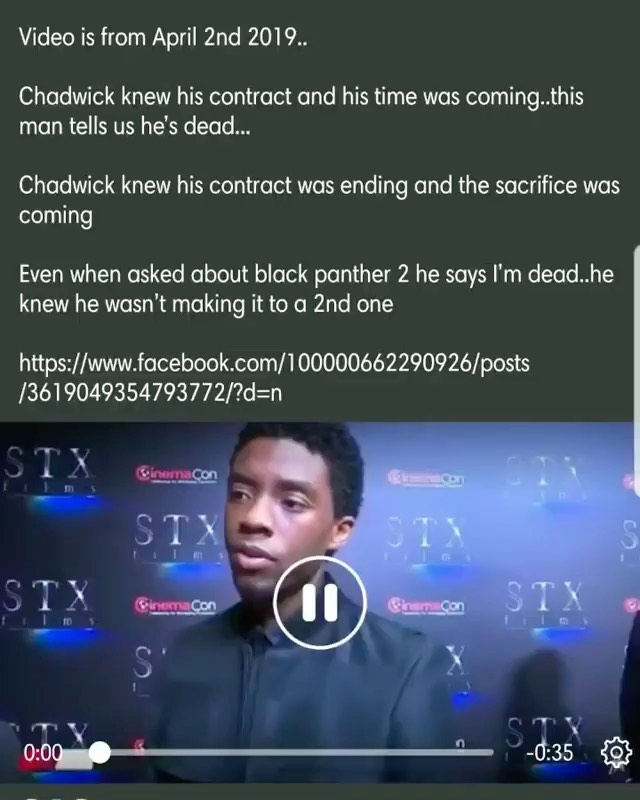 Video is from April 2nd 2019..
Chadwick knew his contract and his time was coming..this
man tells us he's dead...
Chadwick knew his contract was ending and the sacrifice was
coming
Even when asked about black panther 2 he says I'm dead..he
knew he wasn't making it to a 2nd one
https://www.facebook.com/100000662290926/posts
/3619049354793772/?d=n
STX
films
CinemaCon
CinemaCon
STX
STX
films
STX
films
STX
films
CinemaCon
CinemaCon
STX
films
S
X
STX
STX
0:00
-0:35